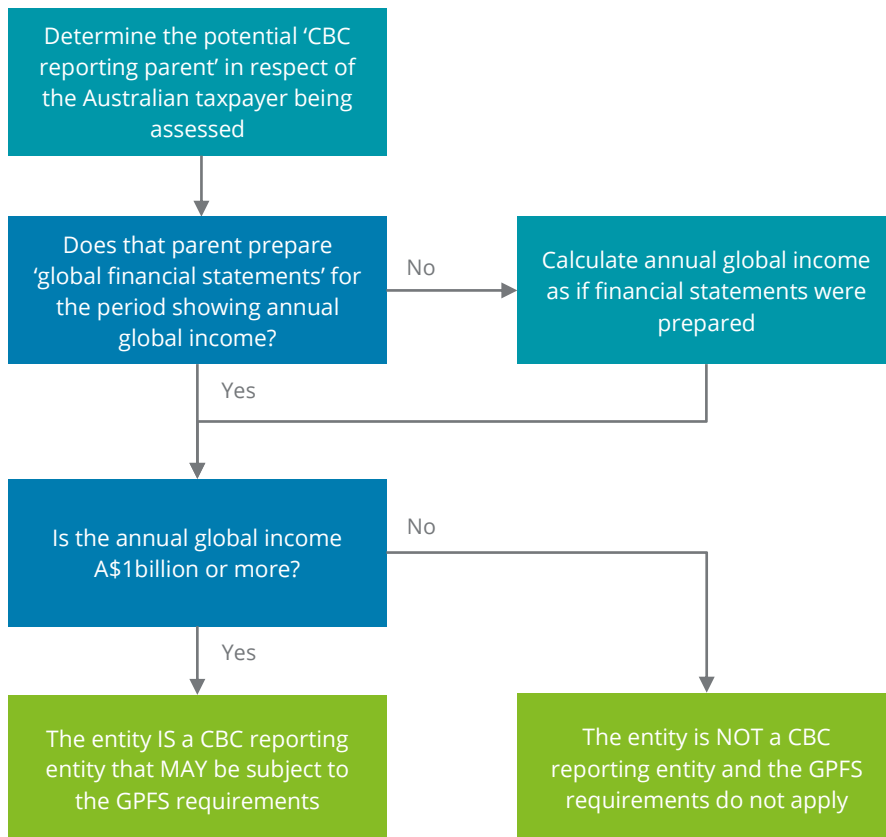 Determine the potential ‘CBC
reporting parent’ in respect of
the Australian taxpayer being
assessed
Does that parent prepare
‘global financial statements’ for
the period showing annual
global income?
No
Calculate annual global income
as if financial statements were
prepared
Yes
Is the annual global income
A$1billion or more?
No
Yes
The entity IS a CBC reporting
entity that MAY be subject to
the GPFS requirements
The entity is NOT a CBC
reporting entity and the GPFS
requirements do not apply